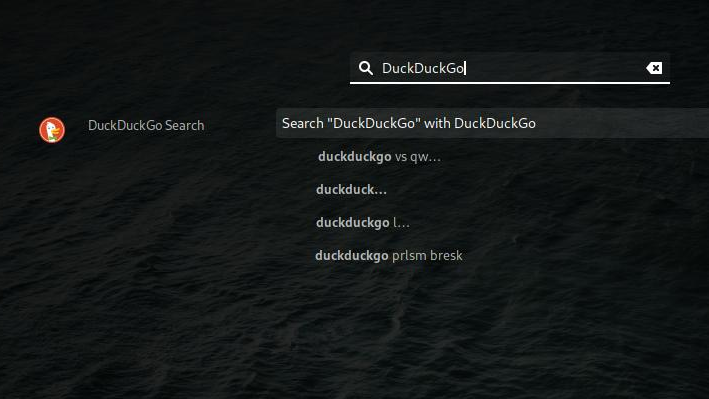 DuckDuckGo
DuckDuckGo Search
Search "DuckDuckGo" with DuckDuckGo
duckduckgo vs qw...
duckduck...
duckduckgo l...
duckduckgo prlsm bresk